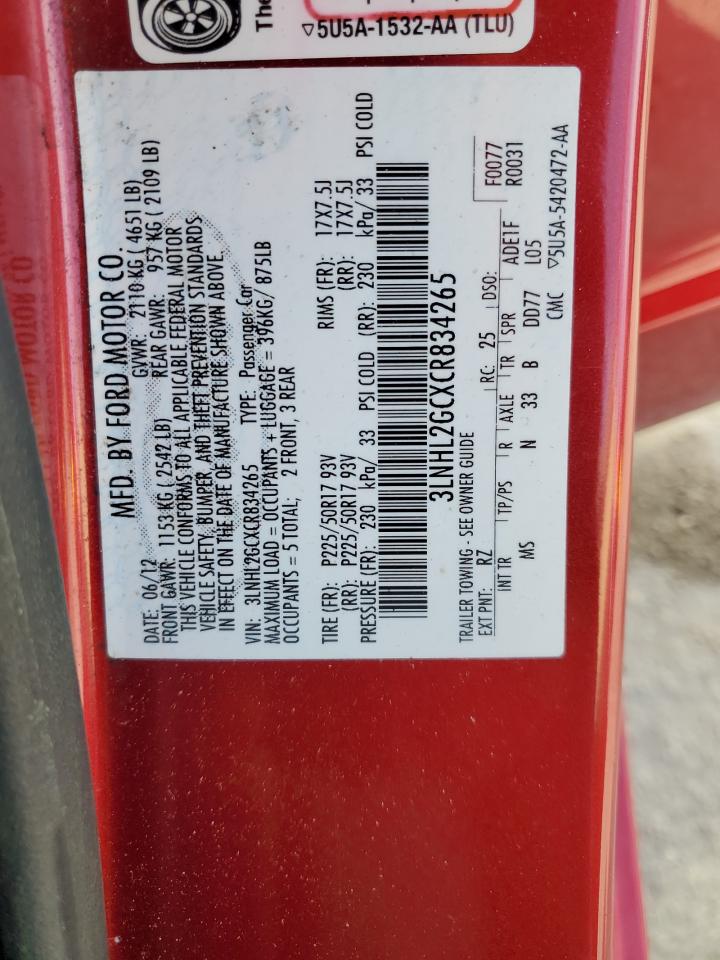 The
▽5U5A-1532-AA (TLU)
MFD. BY FORD MOTOR CO.
DATE: 06/12 GVWR: 2110 KG ( 4651 LB)
FRONT GAWR: 1153 KG ( 2542 LB) REAR GAWR: 957 KG ( 2109 LB)
THIS VEHICLE CONFORMS TO ALL APPLICABLE FEDERAL MOTOR
VEHICLE SAFETY, BUMPER, AND THEFT PREVENTION STANDARDS
IN EFFECT ON THE DATE OF MANUFACTURE SHOWN ABOVE.
VIN: 3LNHL2GCXCR834265 TYPE: Passenger Car
MAXIMUM LOAD = OCCUPANTS + LUGGAGE = 396KG/ 875LB
OCCUPANTS = 5 TOTAL; 2 FRONT, 3 REAR
TIRE (FR): P225/50R17 93V RIMS (FR): 17X7.5J
(RR): P225/50R17 93V (RR): 17X7.5J
PRESSURE (FR): 230 kPa/ 33 PSI COLD (RR): 230 kPa/ 33 PSI COLD
3LNHL2GCXCR834265
TRAILER TOWING - SEE OWNER GUIDE
EXT PNT: RZ RC: 25 DSO: F0077
R0031
INT TR TP/PS R AXLE TR SPR ADE1F
MS N 33 B DD77 L05
CMC ▽5U5A-5420472-AA